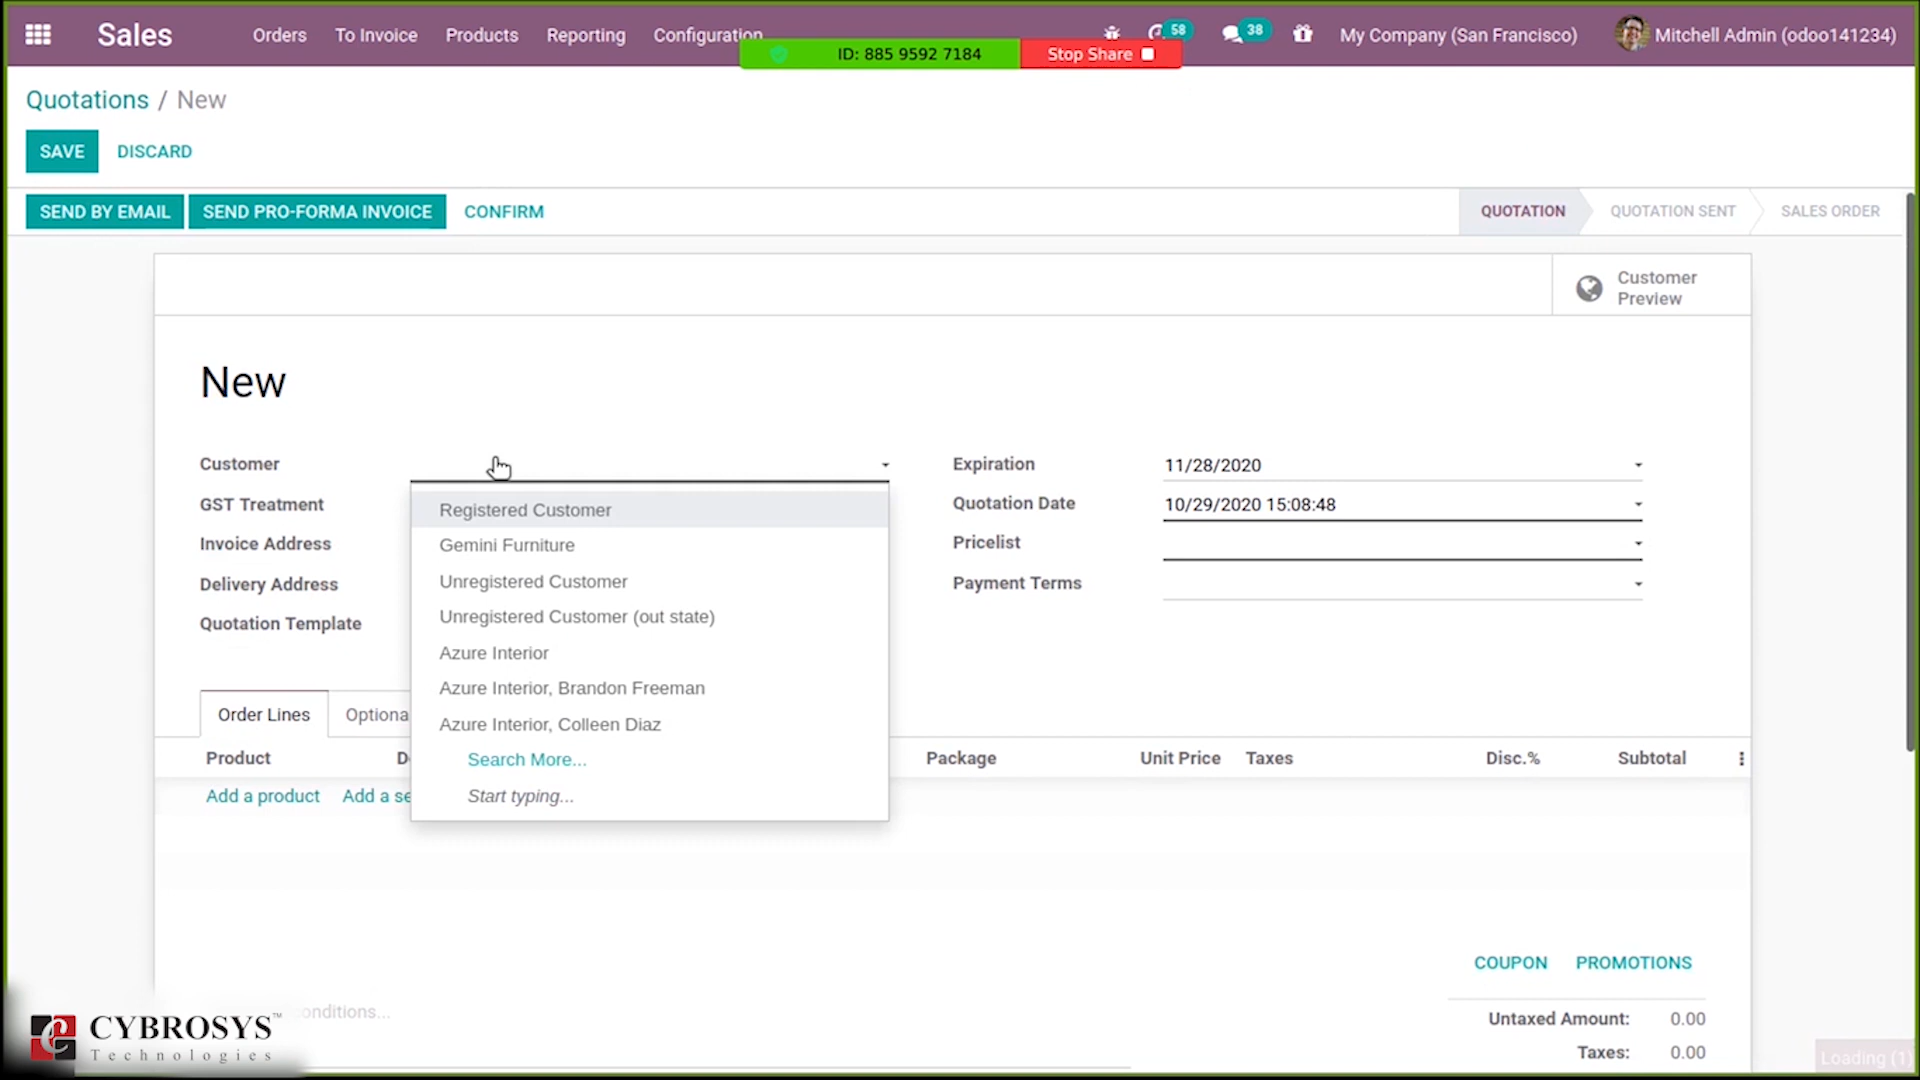 Sales Orders To Invoice Products Reporting Configuration 58 38 My Company (San Francisco) Mitchell Admin (odoo141234)
ID: 885 9592 7184 Stop Share
Quotations / New
SAVE DISCARD
SEND BY EMAIL SEND PRO-FORMA INVOICE CONFIRM QUOTATION QUOTATION SENT SALES ORDER
Customer
Preview
New
Customer Expiration 11/28/2020
GST Treatment Registered Customer Quotation Date 10/29/2020 15:08:48
Invoice Address Gemini Furniture Pricelist
Delivery Address Unregistered Customer Payment Terms
Quotation Template Unregistered Customer (out state)
Azure Interior
Azure Interior, Brandon Freeman
Order Lines Optiona Azure Interior, Colleen Diaz
Product D Search More... Package Unit Price Taxes Disc.% Subtotal
Add a product Add a se Start typing...
COUPON PROMOTIONS
onditions... Untaxed Amount: 0.00
CYBROSYS™
Technologies Taxes: 0.00
Loading (1)